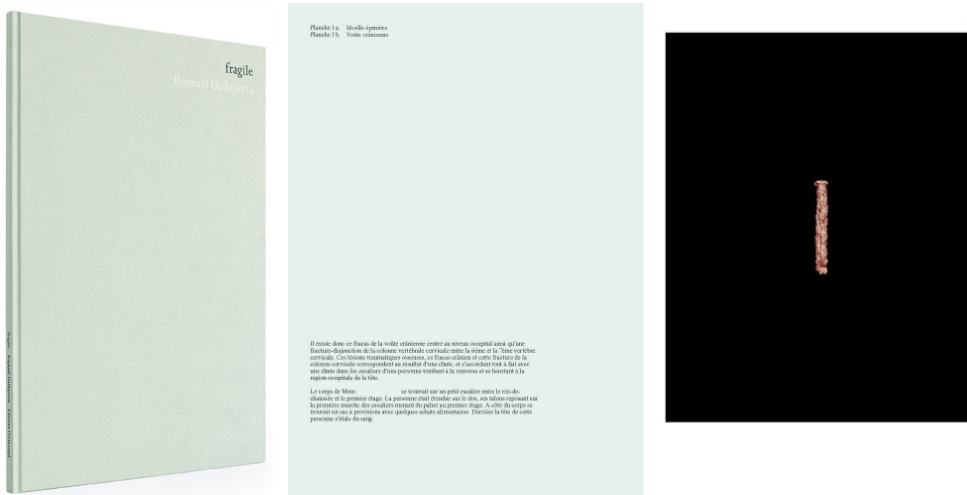 fragile
Raphaël Dallaporta
Planche I a. Moelle épinière
Planche I b. Voûte crânienne
Il existe donc ce fracas de la voûte crânienne centré au niveau occipital ainsi qu'une
fracture-disjonction de la colonne vertébrale cervicale entre la 6ème et la 7ème vertèbre
cervicale. Ces lésions traumatiques osseuses, ce fracas crânien et cette fracture de la
colonne cervicale correspondent au résultat d'une chute, et s'accordent tout à fait avec
une chute dans les escaliers d'une personne tombant à la renverse et se heurtant à la
région occipitale de la tête.
Le corps de Mme. se trouvait sur un petit escalier entre le rez-de-
chaussée et le premier étage. La personne était étendue sur le dos, ses talons reposant sur
la première marche des escaliers menant du palier au premier étage. A côté du corps se
trouvait un sac à provisions avec quelques achats alimentaires. Derrière la tête de cette
personne s'étale du sang.